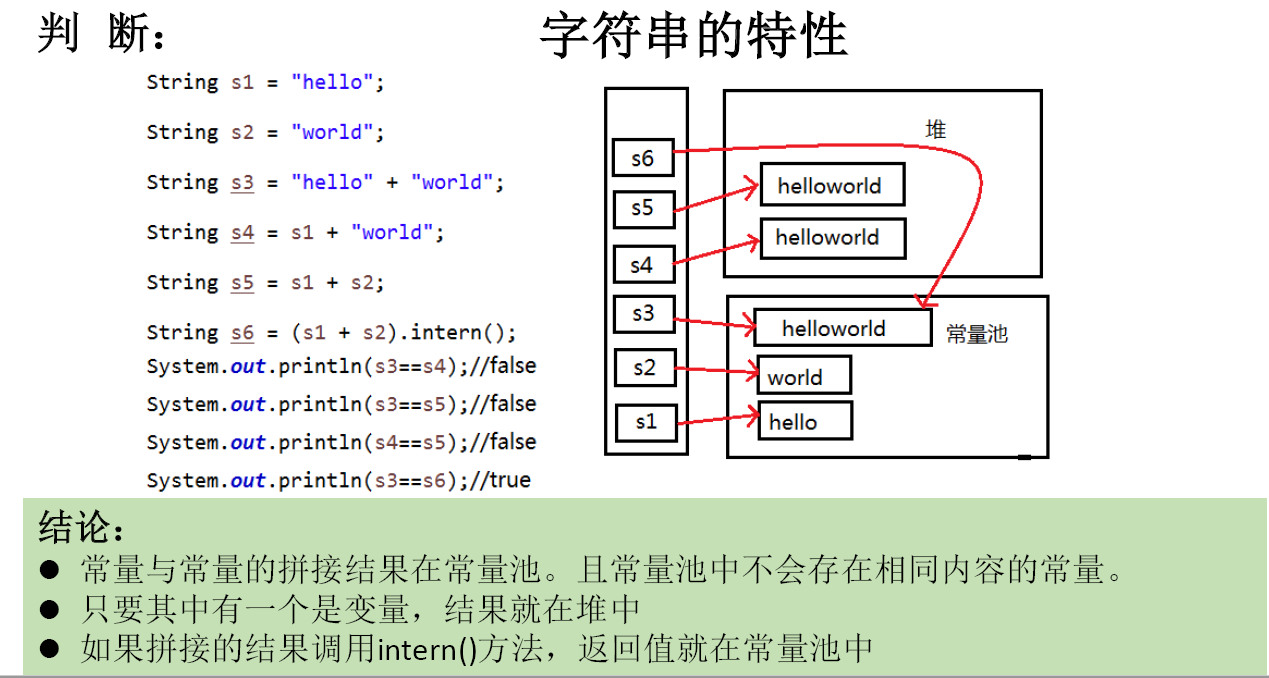 判 断：
字符串的特性
String s1 = "hello";
String s2 = "world";
String s3 = "hello" + "world";
String s4 = s1 + "world";
String s5 = s1 + s2;
String s6 = (s1 + s2).intern();
System.out.println(s3==s4);//false
System.out.println(s3==s5);//false
System.out.println(s4==s5);//false
System.out.println(s3==s6);//true
s6
s5
s4
s3
s2
s1
堆
helloworld
helloworld
helloworld
常量池
world
hello
结论：
● 常量与常量的拼接结果在常量池。且常量池中不会存在相同内容的常量。
● 只要其中有一个是变量，结果就在堆中
● 如果拼接的结果调用intern()方法，返回值就在常量池中